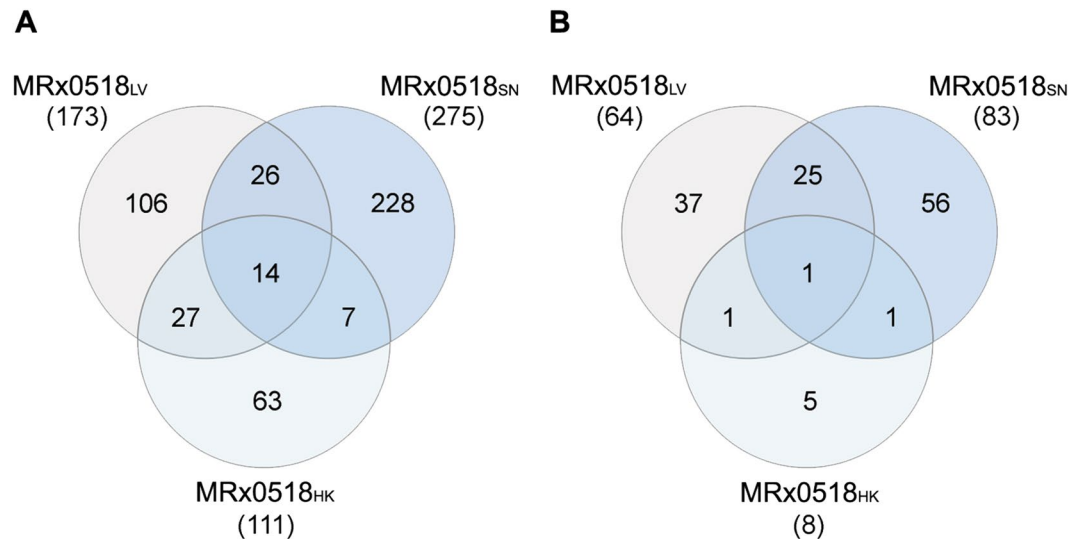 A
MRx0518LV
(173)
MRx0518SN
(275)
26
106
228
14
27
7
63
MRx0518HK
(111)
B
MRx0518LV
(64)
MRx0518SN
(83)
25
37
56
1
1
1
5
MRx0518HK
(8)